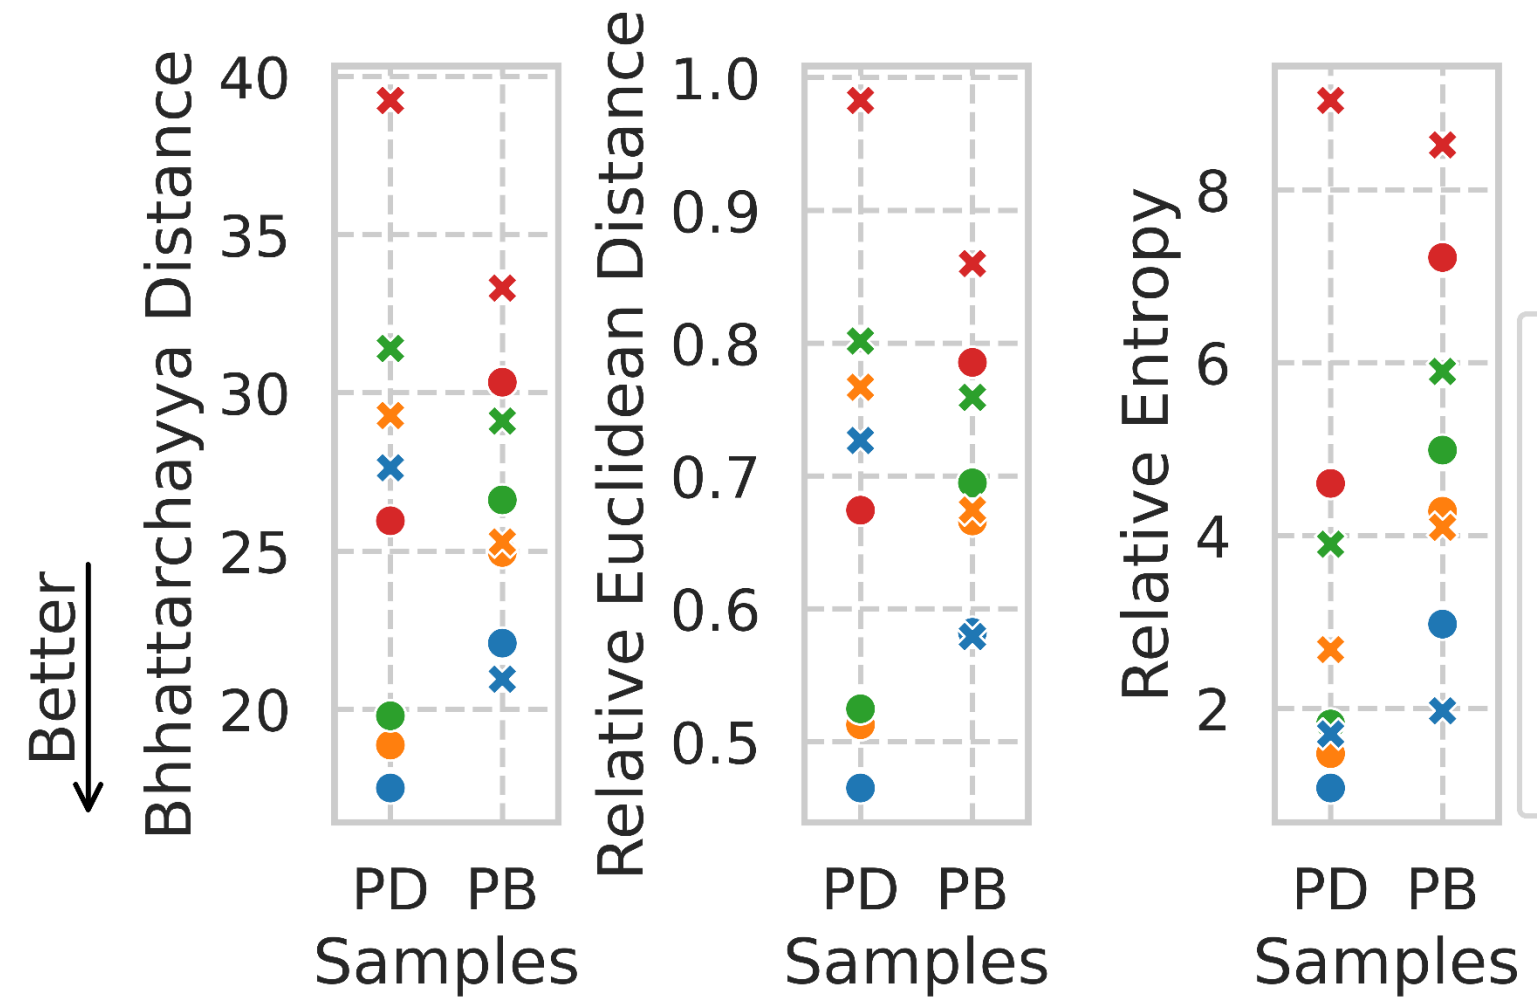 Better
Bhhattarchayya Distance
40
35
30
25
20
PD PB
Samples
Relative Euclidean Distance
1.0
0.9
0.8
0.7
0.6
0.5
PD PB
Samples
Relative Entropy
8
6
4
2
PD PB
Samples